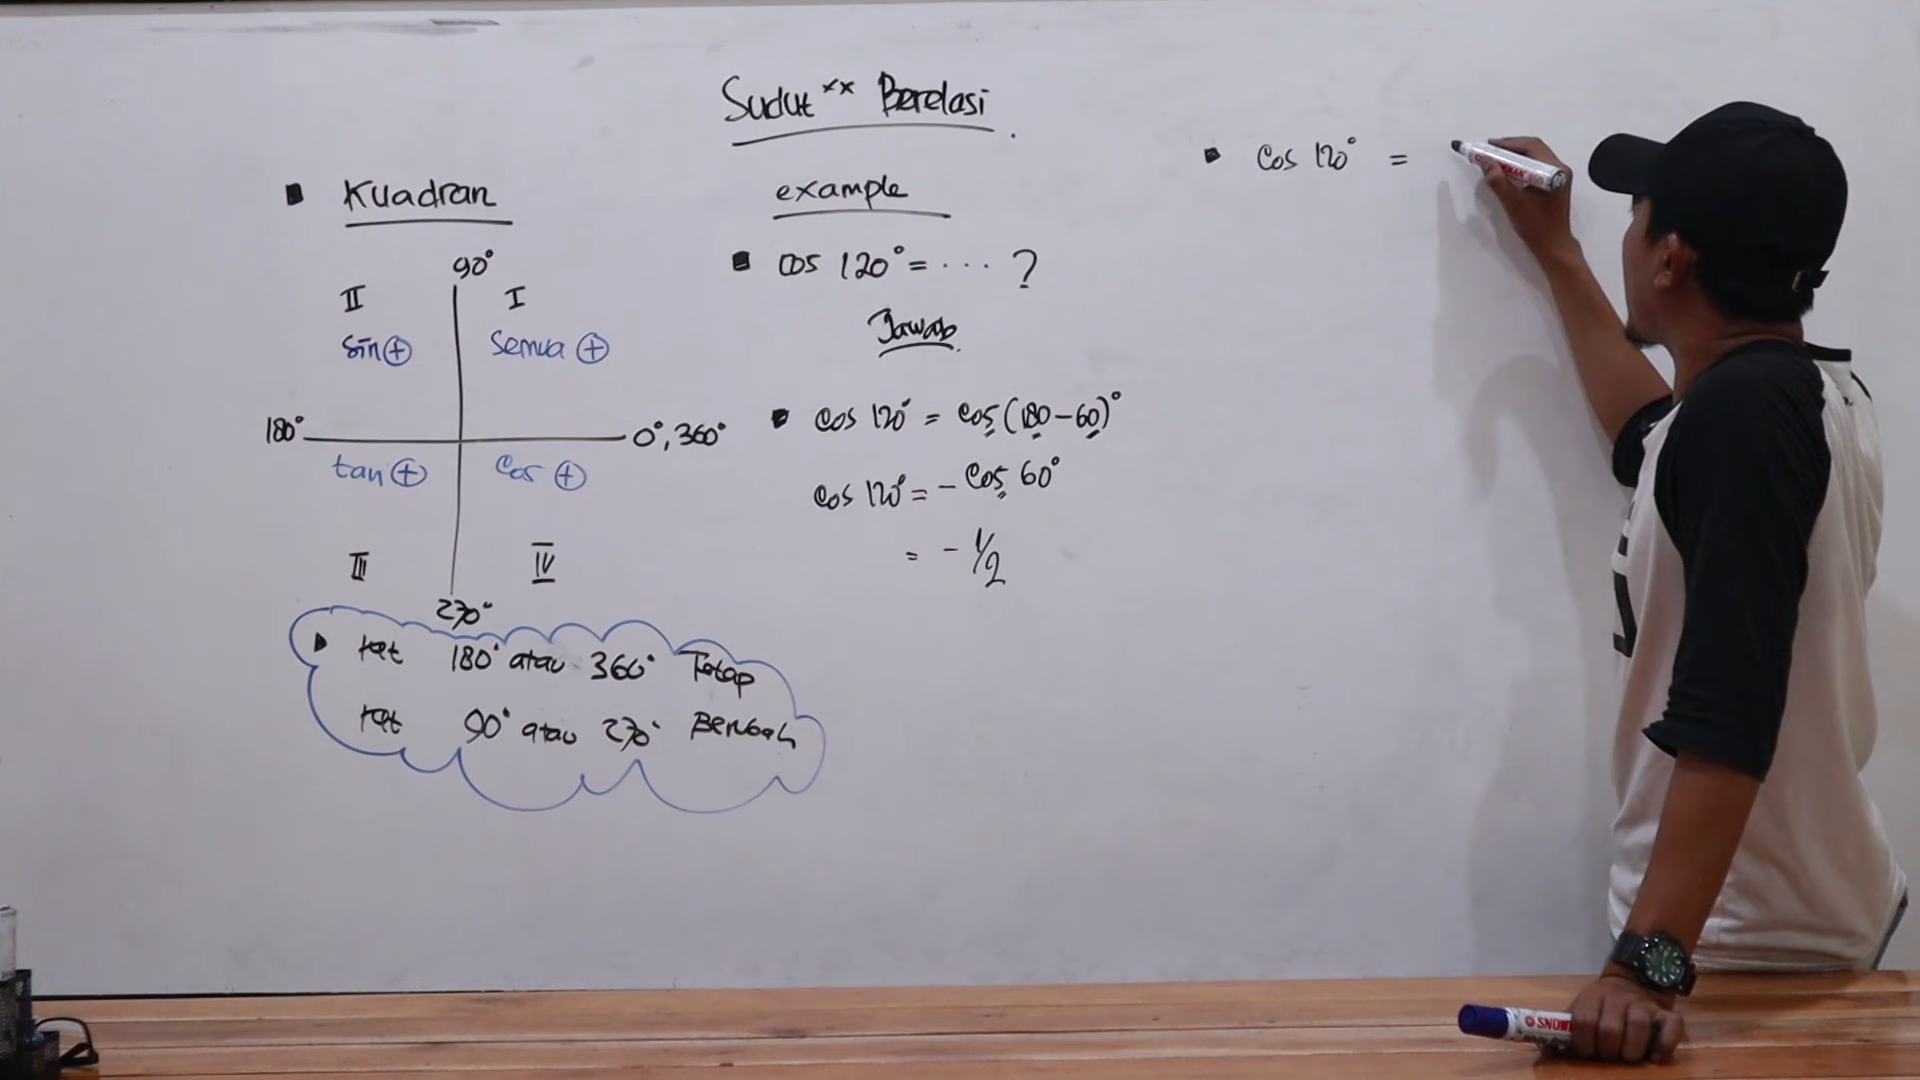 Sudut ˣˣ Berelasi
▪ Kuadran
90°
II
I
sin ⊕
Semua ⊕
180°
0°, 360°
tan ⊕
Cos ⊕
III
IV
270°
180° atau 360° Tetap
90° atau 270° Berubah
example
▪ cos 120° = ... ?
Jawab
▪ cos 120° = cos (180-60)°
cos 120° = - cos 60°
= - 1/2
▪ Cos 120° =
SNOW